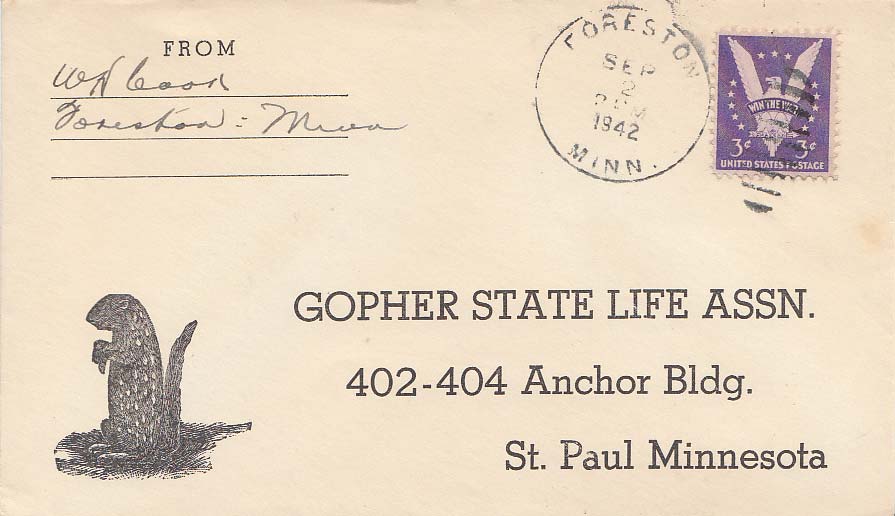 FROM
W H Cook
Foreston - Minn
FORESTON
SEP
2
PM
1942
MINN.
WIN THE WAR
3¢ 3¢
UNITED STATES POSTAGE
GOPHER STATE LIFE ASSN.
402-404 Anchor Bldg.
St. Paul Minnesota